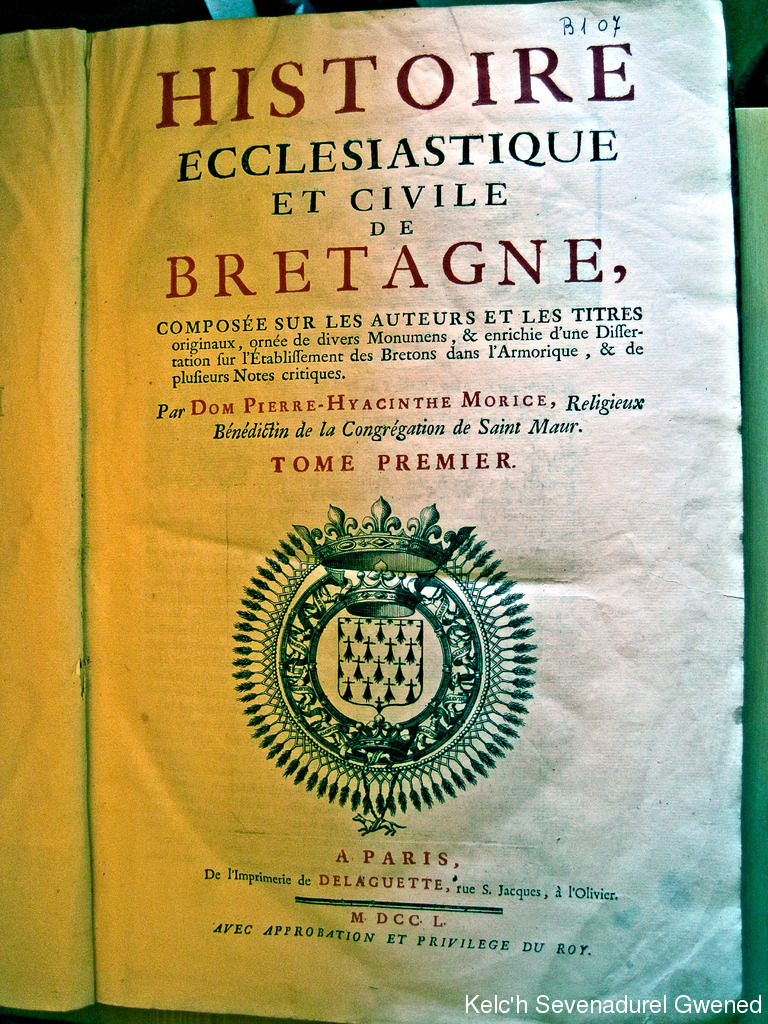 B107
HISTOIRE
ECCLESIASTIQUE
ET CIVILE
DE
BRETAGNE,
COMPOSÉE SUR LES AUTEURS ET LES TITRES
originaux, ornée de divers Monumens, & enrichie d'une Disser-
tation sur l'Établissement des Bretons dans l'Armorique, & de
plusieurs Notes critiques.
Par DOM PIERRE-HYACINTHE MORICE, Religieux
Bénédictin de la Congrégation de Saint Maur.
TOME PREMIER.
A PARIS,
De l'Imprimerie de DELAGUETTE, rue S. Jacques, à l'Olivier.
M. DCC. L.
AVEC APPROBATION ET PRIVILEGE DU ROY.
Kelc'h Sevenadurel Gwened